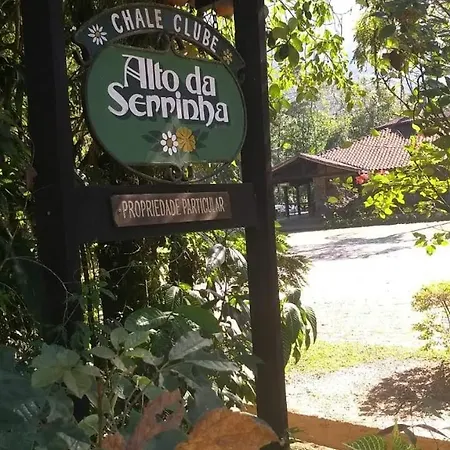 CHALE CLUBE
Alto da
Serrinha
PROPRIEDADE PARTICULAR